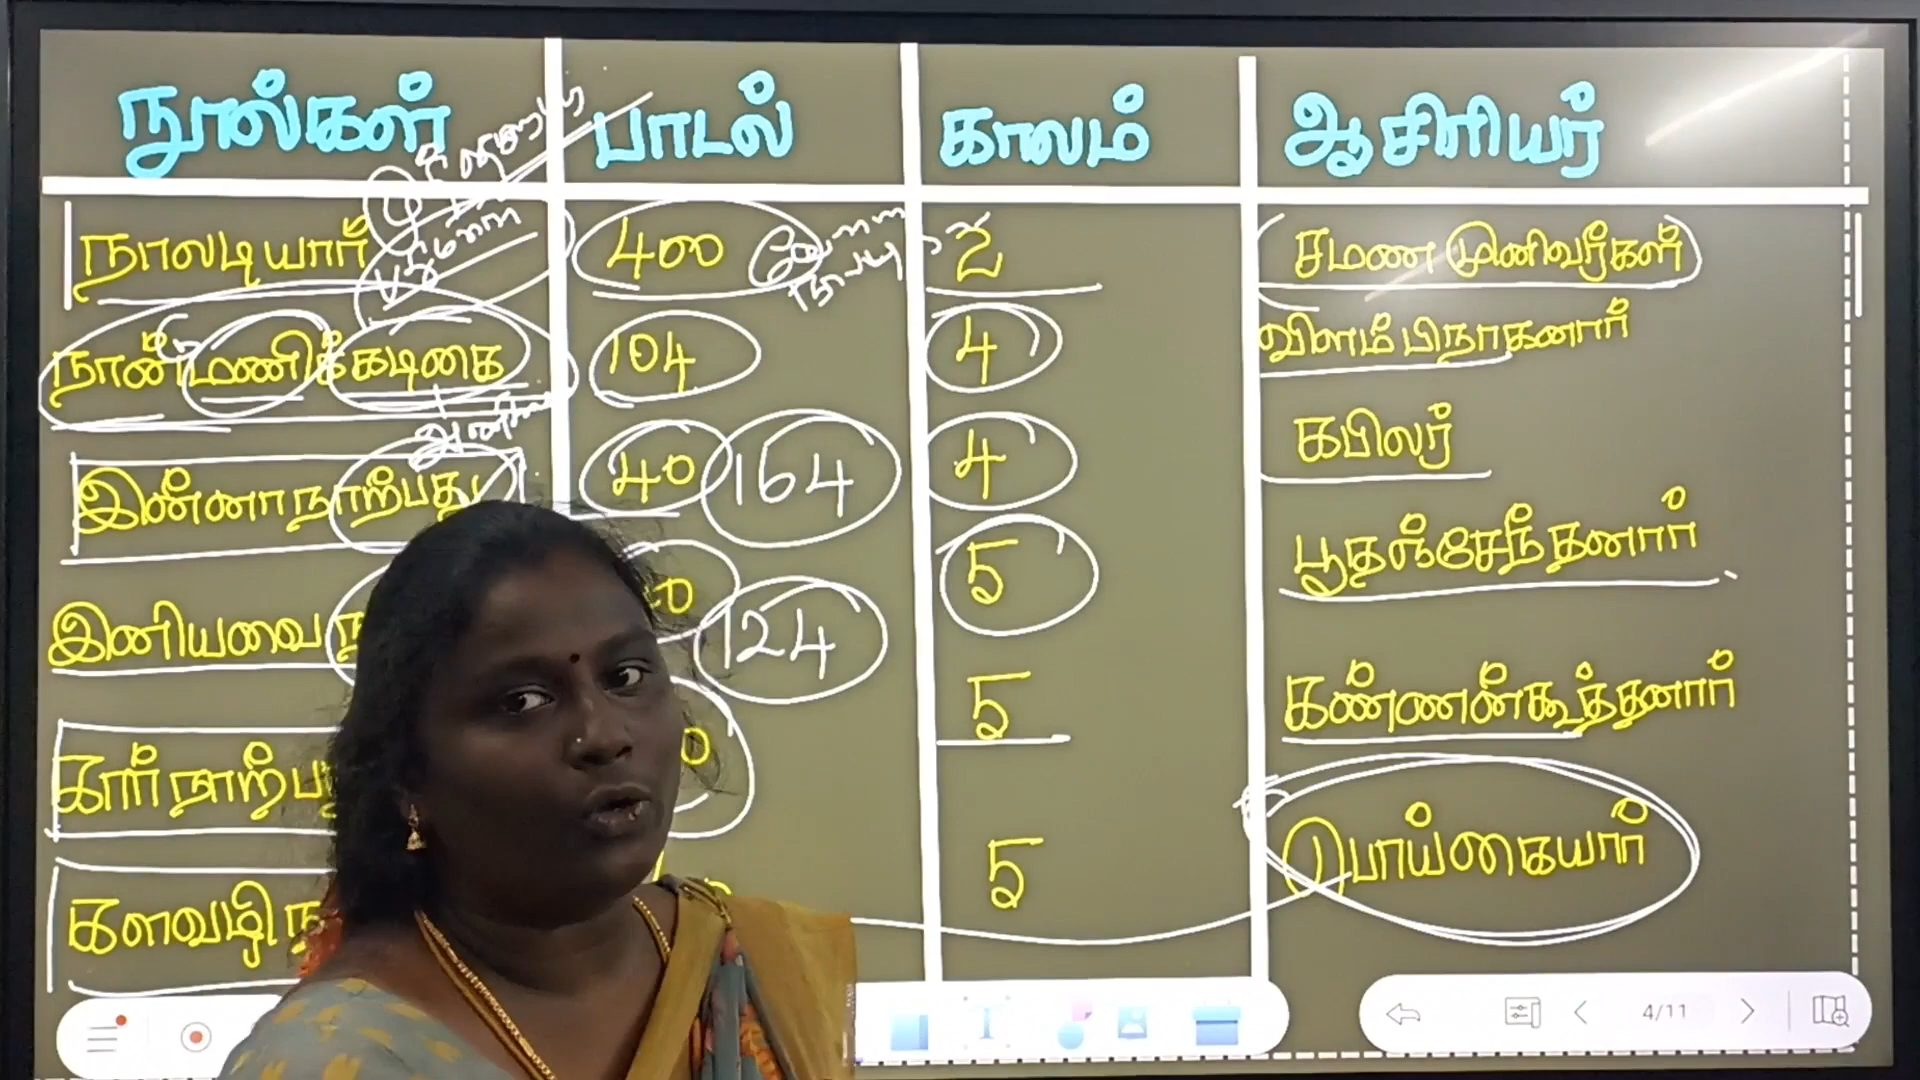 நூல்கள் பாடல் காலம் ஆசிரியர்
நாலடியார் 400 2 சமண முனிவர்கள்
நான்மணிக்கடிகை 104 4 விளம்பிநாகனார்
இன்னாநாற்பது 40 164 4 கபிலர்
இனியவை 124 5 பூதஞ்சேந்தனார்
கார்நாற்ப 5 கண்ணன்கூத்தனார்
களவழி 5 பொய்கையார்
4/11